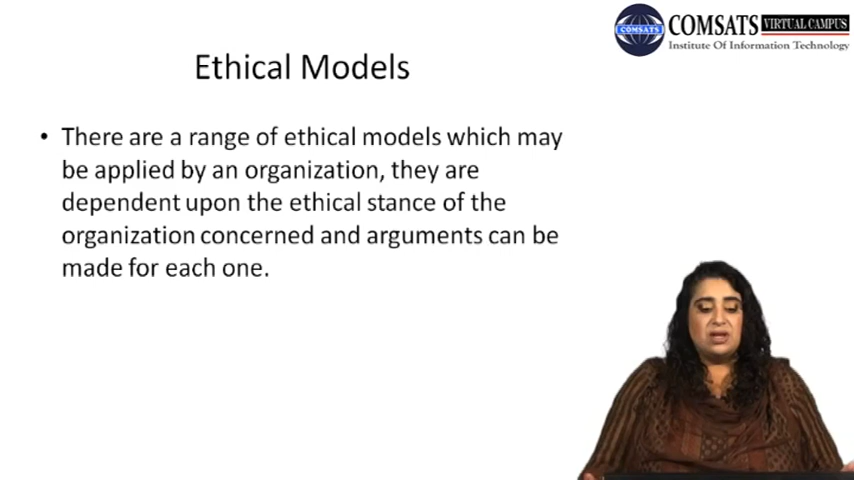 COMSATS
COMSATS VIRTUAL CAMPUS
Institute Of Information Technology
Ethical Models
• There are a range of ethical models which may
be applied by an organization, they are
dependent upon the ethical stance of the
organization concerned and arguments can be
made for each one.